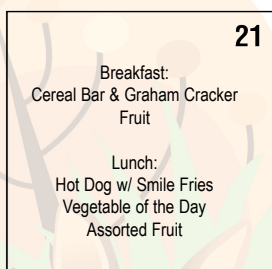 21
Breakfast:
Cereal Bar & Graham Cracker
Fruit
Lunch:
Hot Dog w/ Smile Fries
Vegetable of the Day
Assorted Fruit